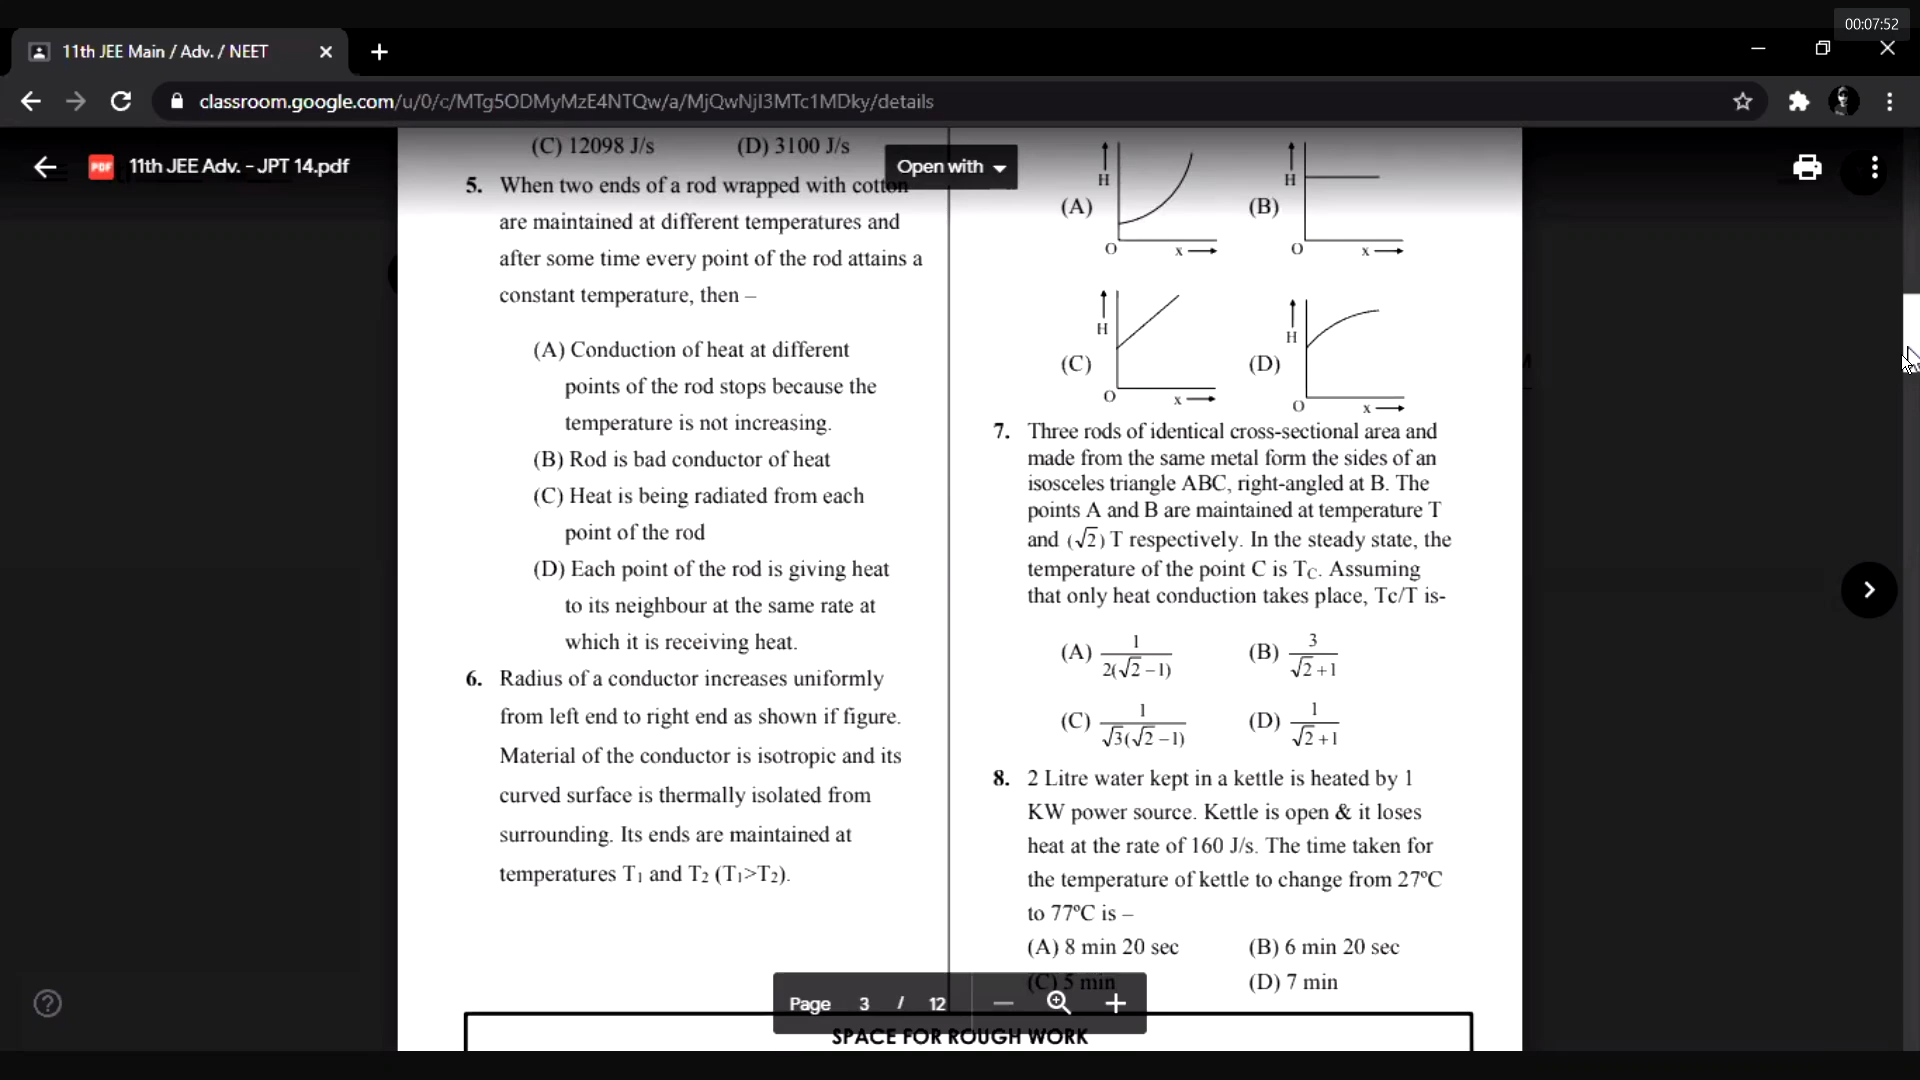 00:07:52
11th JEE Main / Adv. / NEET
classroom.google.com/u/0/c/MTg5ODMyMzE4NTQw/a/MjQwNjI3MTc1MDky/details
11th JEE Adv. - JPT 14.pdf
Open with
(C) 12098 J/s (D) 3100 J/s
5. When two ends of a rod wrapped with cotton
are maintained at different temperatures and
after some time every point of the rod attains a
constant temperature, then –
(A) Conduction of heat at different
points of the rod stops because the
temperature is not increasing.
(B) Rod is bad conductor of heat
(C) Heat is being radiated from each
point of the rod
(D) Each point of the rod is giving heat
to its neighbour at the same rate at
which it is receiving heat.
6. Radius of a conductor increases uniformly
from left end to right end as shown if figure.
Material of the conductor is isotropic and its
curved surface is thermally isolated from
surrounding. Its ends are maintained at
temperatures T₁ and T₂ (T₁>T₂).
H H
(A) (B)
O x O x
H H
(C) (D)
O x O x
7. Three rods of identical cross-sectional area and
made from the same metal form the sides of an
isosceles triangle ABC, right-angled at B. The
points A and B are maintained at temperature T
and (√2) T respectively. In the steady state, the
temperature of the point C is TC. Assuming
that only heat conduction takes place, Tc/T is-
(A) 1/2(√2 – 1) (B) 3/√2 + 1
(C) 1/√3(√2 – 1) (D) 1/√2 + 1
8. 2 Litre water kept in a kettle is heated by 1
KW power source. Kettle is open & it loses
heat at the rate of 160 J/s. The time taken for
the temperature of kettle to change from 27ºC
to 77ºC is –
(A) 8 min 20 sec (B) 6 min 20 sec
(C) 5 min (D) 7 min
Page 3 / 12
SPACE FOR ROUGH WORK